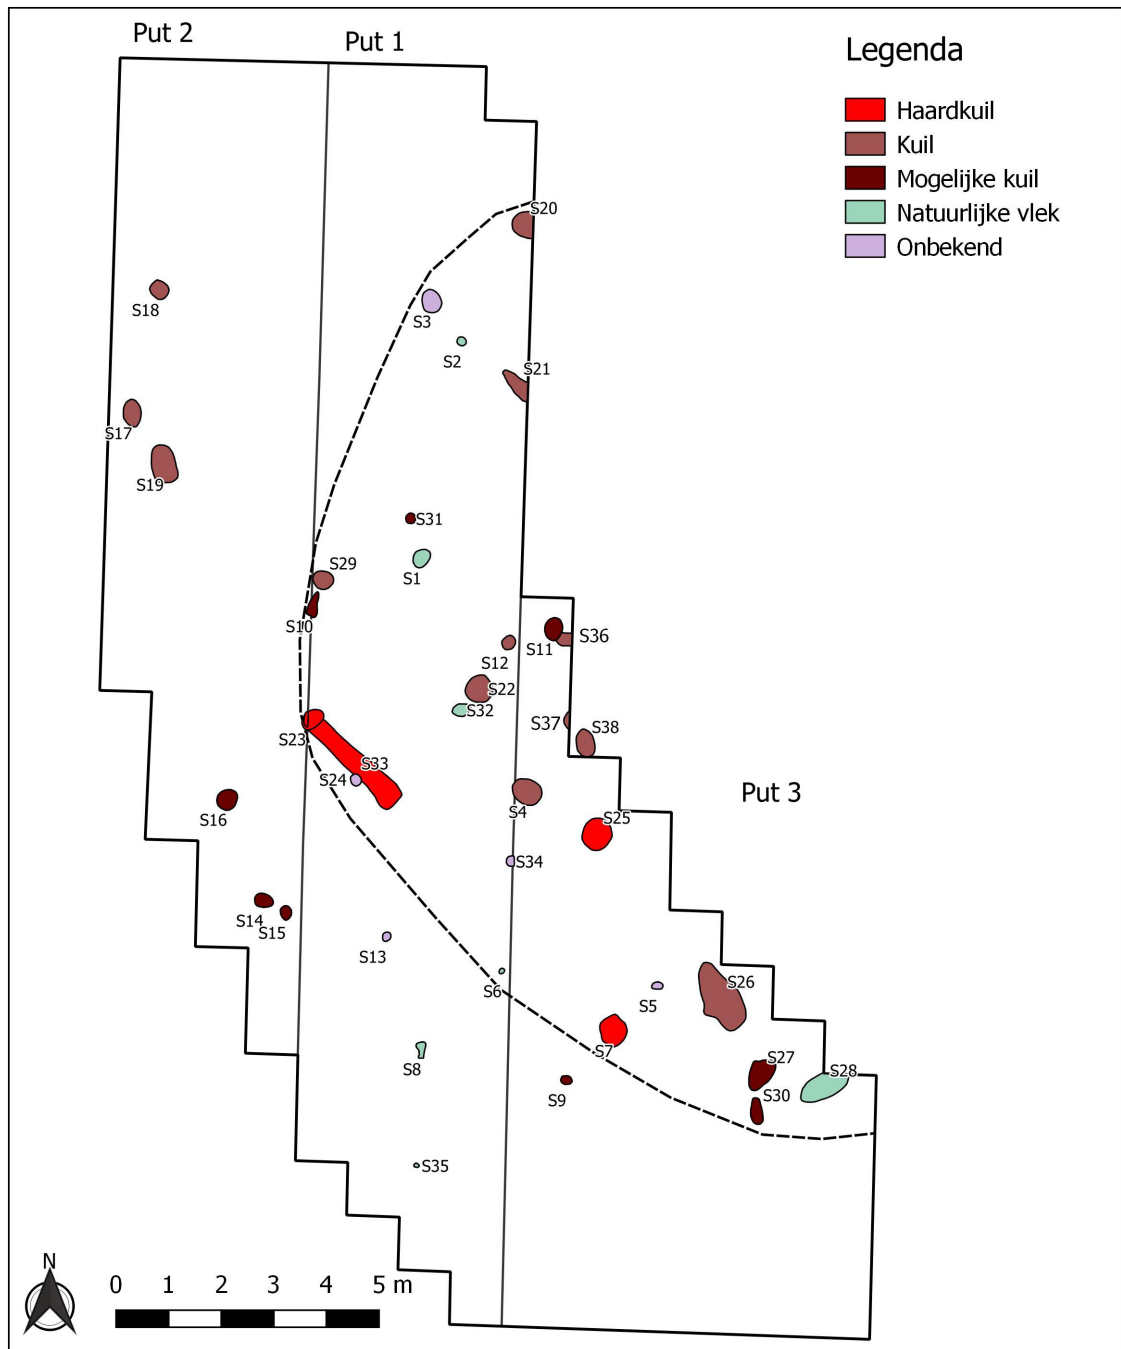 Put 2
Put 1
Legenda
Haardkuil
Kuil
Mogelijke kuil
Natuurlijke vlek
Onbekend
S20
S18
S3
S2
S21
S17
S19
S31
S29
S1
S10
S36
S11
S12
S22
S32
S37
S38
S23
S33
S24
Put 3
S16
S4
S25
S34
S14
S15
S13
S26
S6
S5
S7
S27
S8
S28
S30
S9
S35
N
0 1 2 3 4 5 m